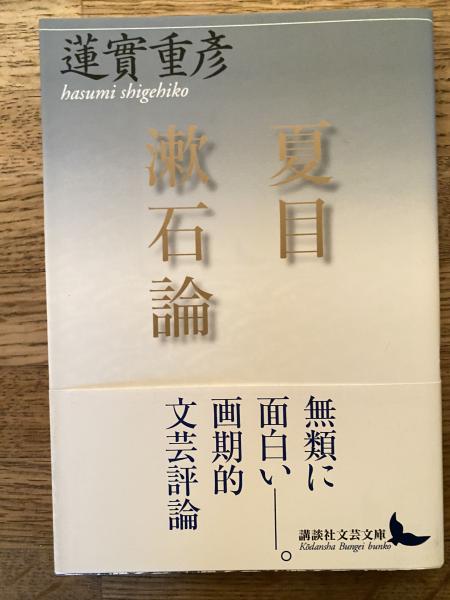 蓮實重彦
hasumi shigehiko
夏目
漱石論
無類に
面白い——。
画期的
文芸評論
講談社文芸文庫
Kōdansha Bungei bunko